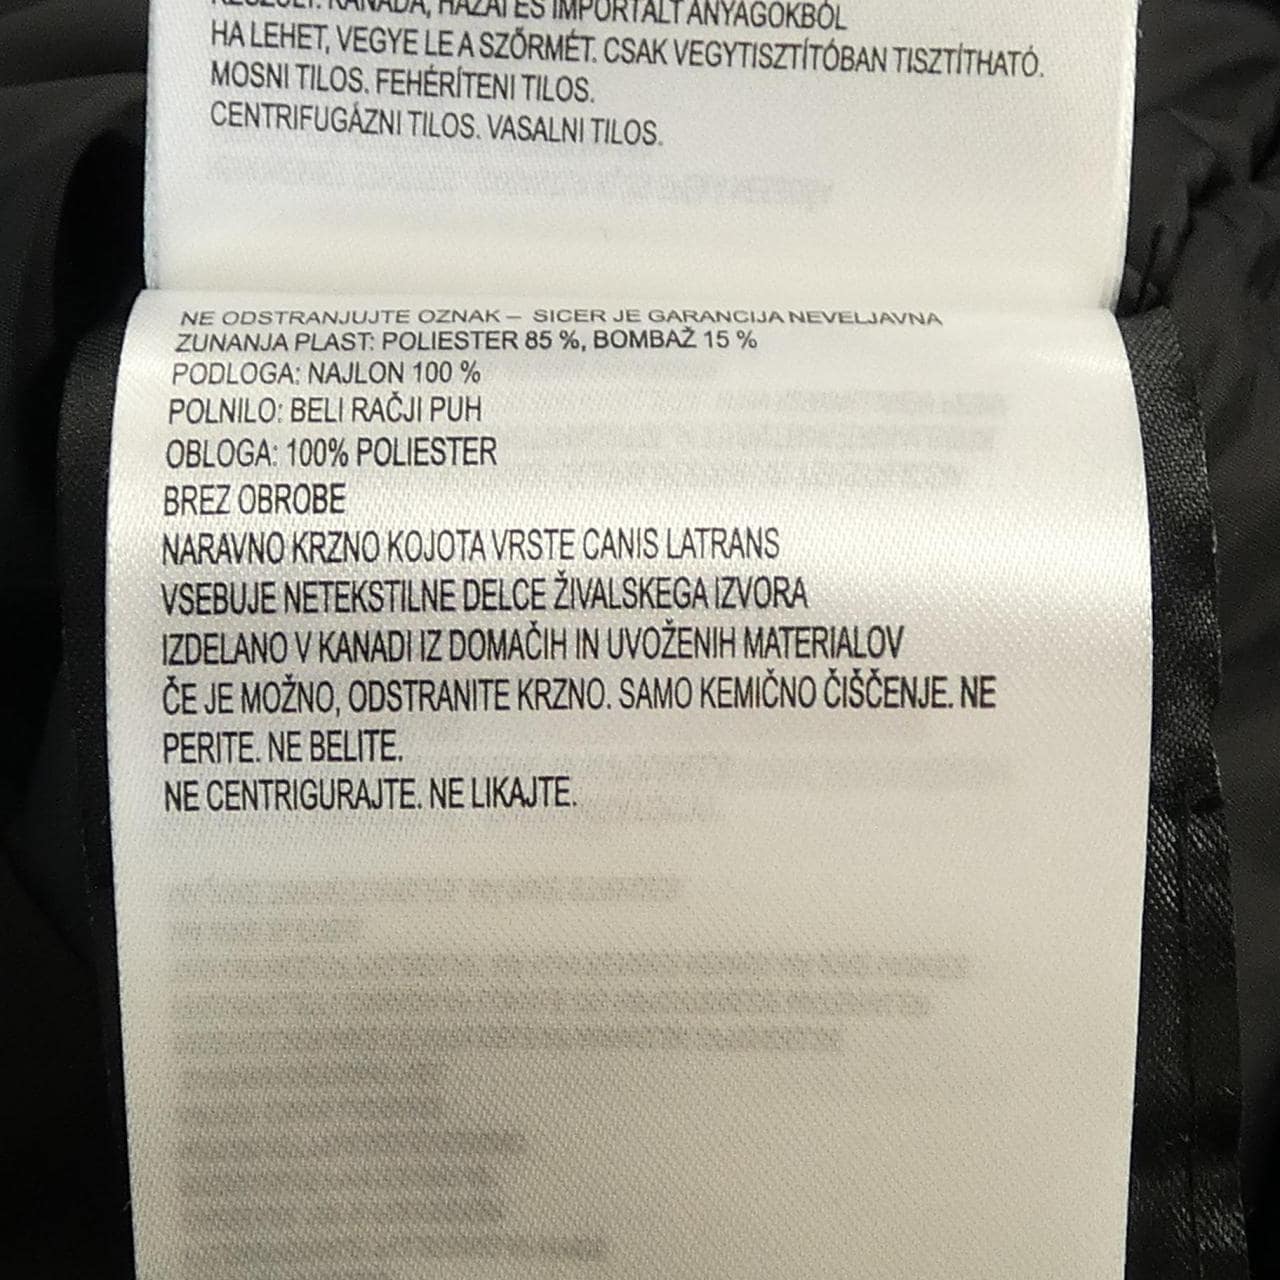 KANADA, HAZAI ÉS IMPORTÁLT ANYAGOKBÓL
HA LEHET, VEGYE LE A SZŐRMÉT. CSAK VEGYTISZTÍTÓBAN TISZTÍTHATÓ.
MOSNI TILOS. FEHÉRÍTENI TILOS.
CENTRIFUGÁZNI TILOS. VASALNI TILOS.
NE ODSTRANJUJTE OZNAK – SICER JE GARANCIJA NEVELJAVNA
ZUNANJA PLAST: POLIESTER 85 %, BOMBAŽ 15 %
PODLOGA: NAJLON 100 %
POLNILO: BELI RAČJI PUH
OBLOGA: 100% POLIESTER
BREZ OBROBE
NARAVNO KRZNO KOJOTA VRSTE CANIS LATRANS
VSEBUJE NETEKSTILNE DELCE ŽIVALSKEGA IZVORA
IZDELANO V KANADI IZ DOMAČIH IN UVOŽENIH MATERIALOV
ČE JE MOŽNO, ODSTRANITE KRZNO. SAMO KEMIČNO ČIŠČENJE. NE
PERITE. NE BELITE.
NE CENTRIGURAJTE. NE LIKAJTE.